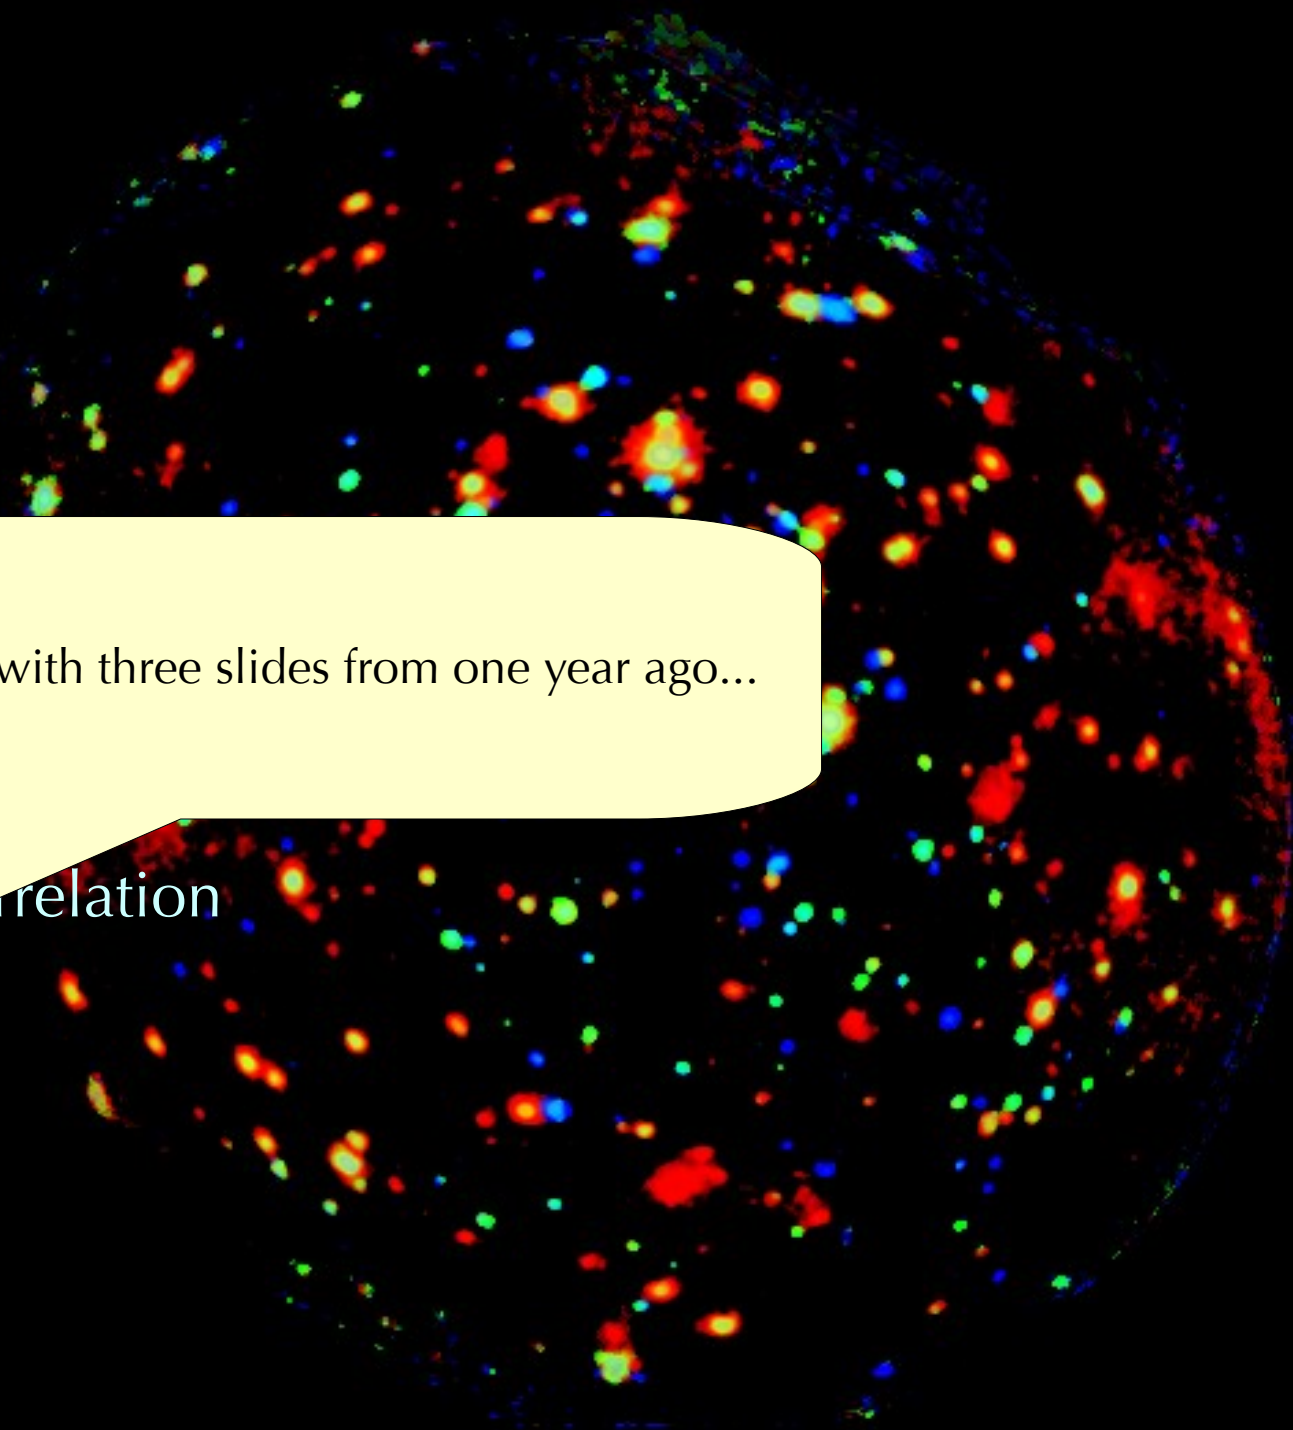 with three slides from one year ago...
relation